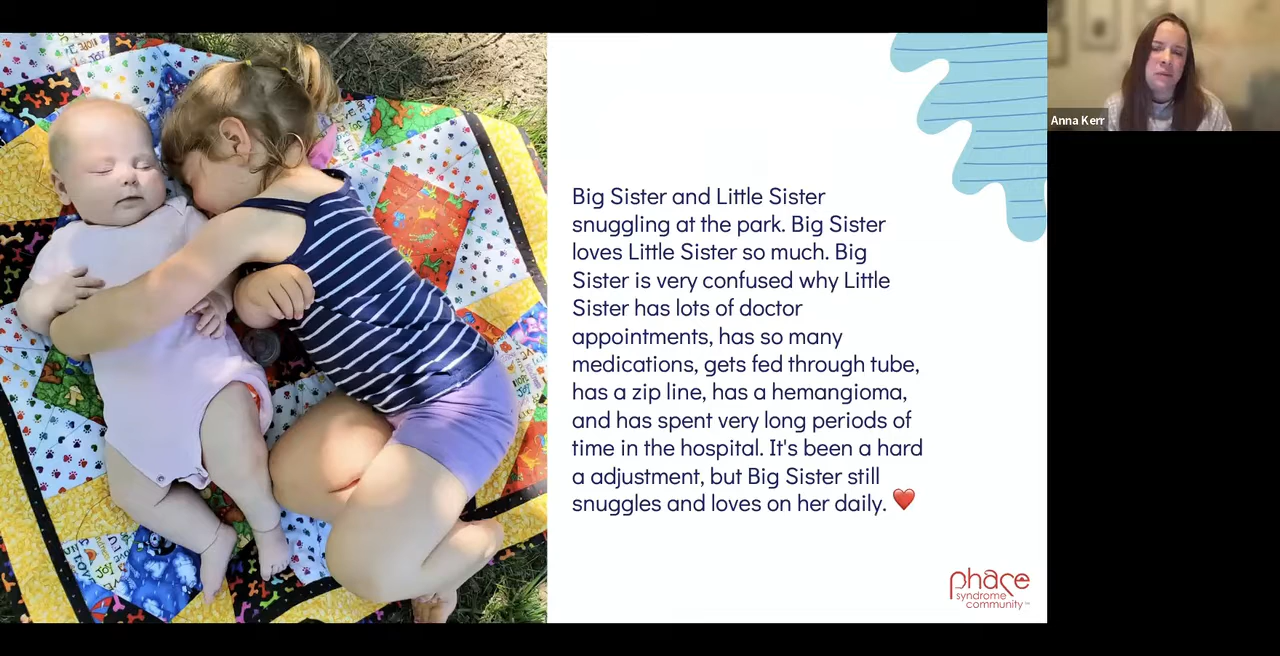 Big Sister and Little Sister
snuggling at the park. Big Sister
loves Little Sister so much. Big
Sister is very confused why Little
Sister has lots of doctor
appointments, has so many
medications, gets fed through tube,
has a zip line, has a hemangioma,
and has spent very long periods of
time in the hospital. It's been a hard
a adjustment, but Big Sister still
snuggles and loves on her daily. ❤️
phace
syndrome
community™
Anna Kerr